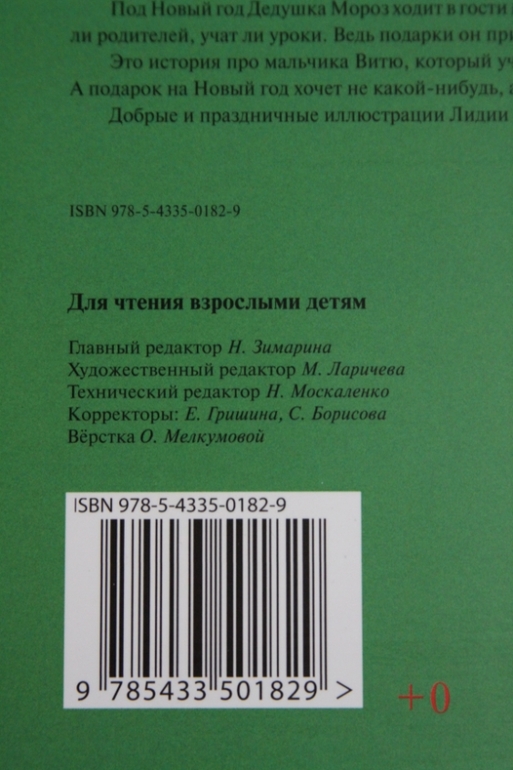 Под Новый год Дедушка Мороз ходит в гости
ли родителей, учат ли уроки. Ведь подарки он
Это история про мальчика Витю, который
А подарок на Новый год хочет не какой-нибудь,
Добрые и праздничные иллюстрации Лидии
ISBN 978-5-4335-0182-9
Для чтения взрослыми детям
Главный редактор Н. Зимарина
Художественный редактор М. Ларичева
Технический редактор Н. Москаленко
Корректоры: Е. Гришина, С. Борисова
Вёрстка О. Мелкумовой
ISBN 978-5-4335-0182-9
9 785433 501829 >
+0